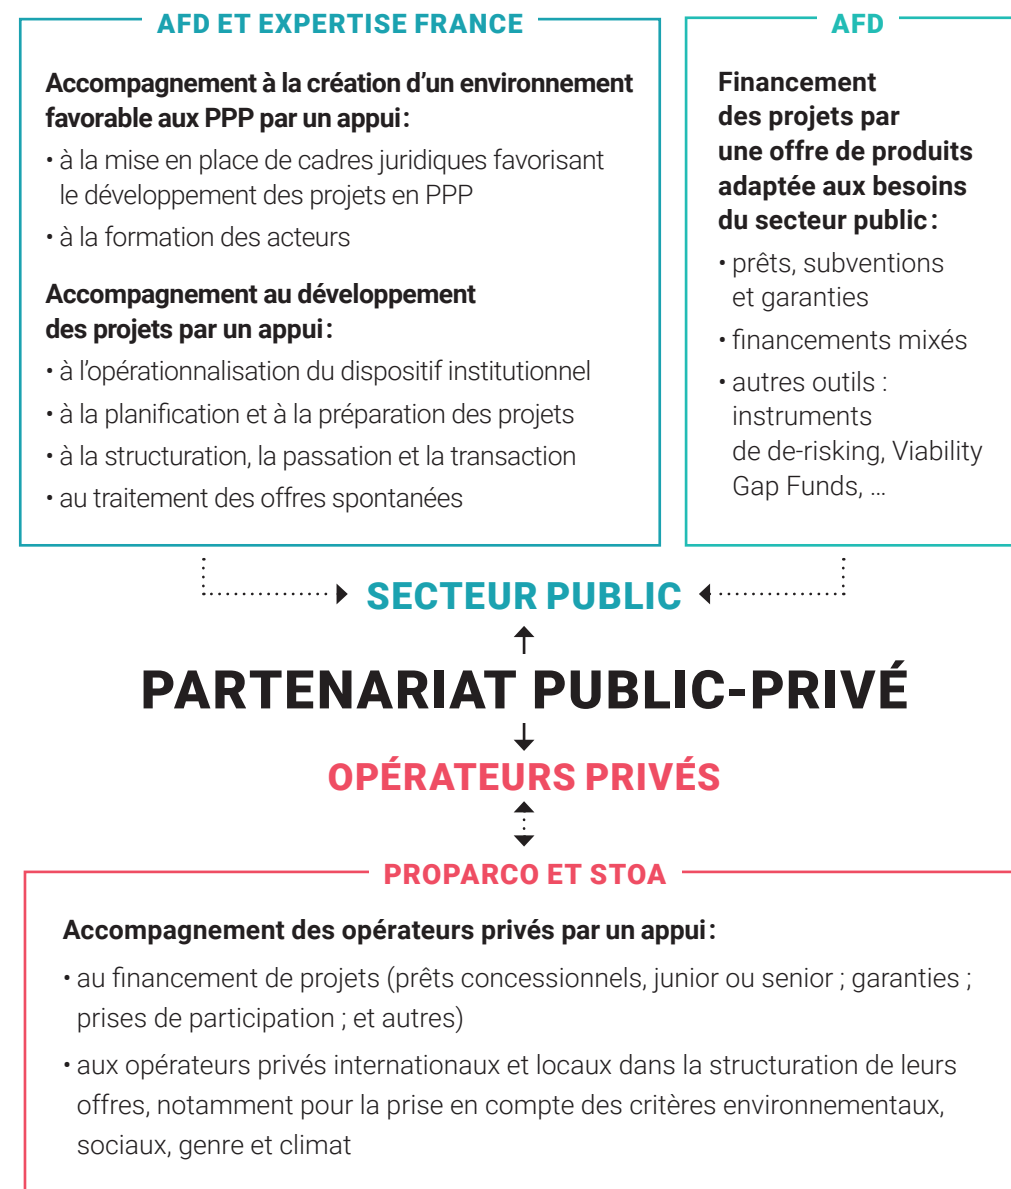 AFD ET EXPERTISE FRANCE
Accompagnement à la création d’un environnement
favorable aux PPP par un appui :
• à la mise en place de cadres juridiques favorisant
le développement des projets en PPP
• à la formation des acteurs
Accompagnement au développement
des projets par un appui :
• à l’opérationnalisation du dispositif institutionnel
• à la planification et à la préparation des projets
• à la structuration, la passation et la transaction
• au traitement des offres spontanées
AFD
Financement
des projets par
une offre de produits
adaptée aux besoins
du secteur public :
• prêts, subventions
et garanties
• financements mixés
• autres outils :
instruments
de de-risking, Viability
Gap Funds, …
SECTEUR PUBLIC
PARTENARIAT PUBLIC-PRIVÉ
OPÉRATEURS PRIVÉS
PROPARCO ET STOA
Accompagnement des opérateurs privés par un appui :
• au financement de projets (prêts concessionnels, junior ou senior ; garanties ;
prises de participation ; et autres)
• aux opérateurs privés internationaux et locaux dans la structuration de leurs
offres, notamment pour la prise en compte des critères environnementaux,
sociaux, genre et climat